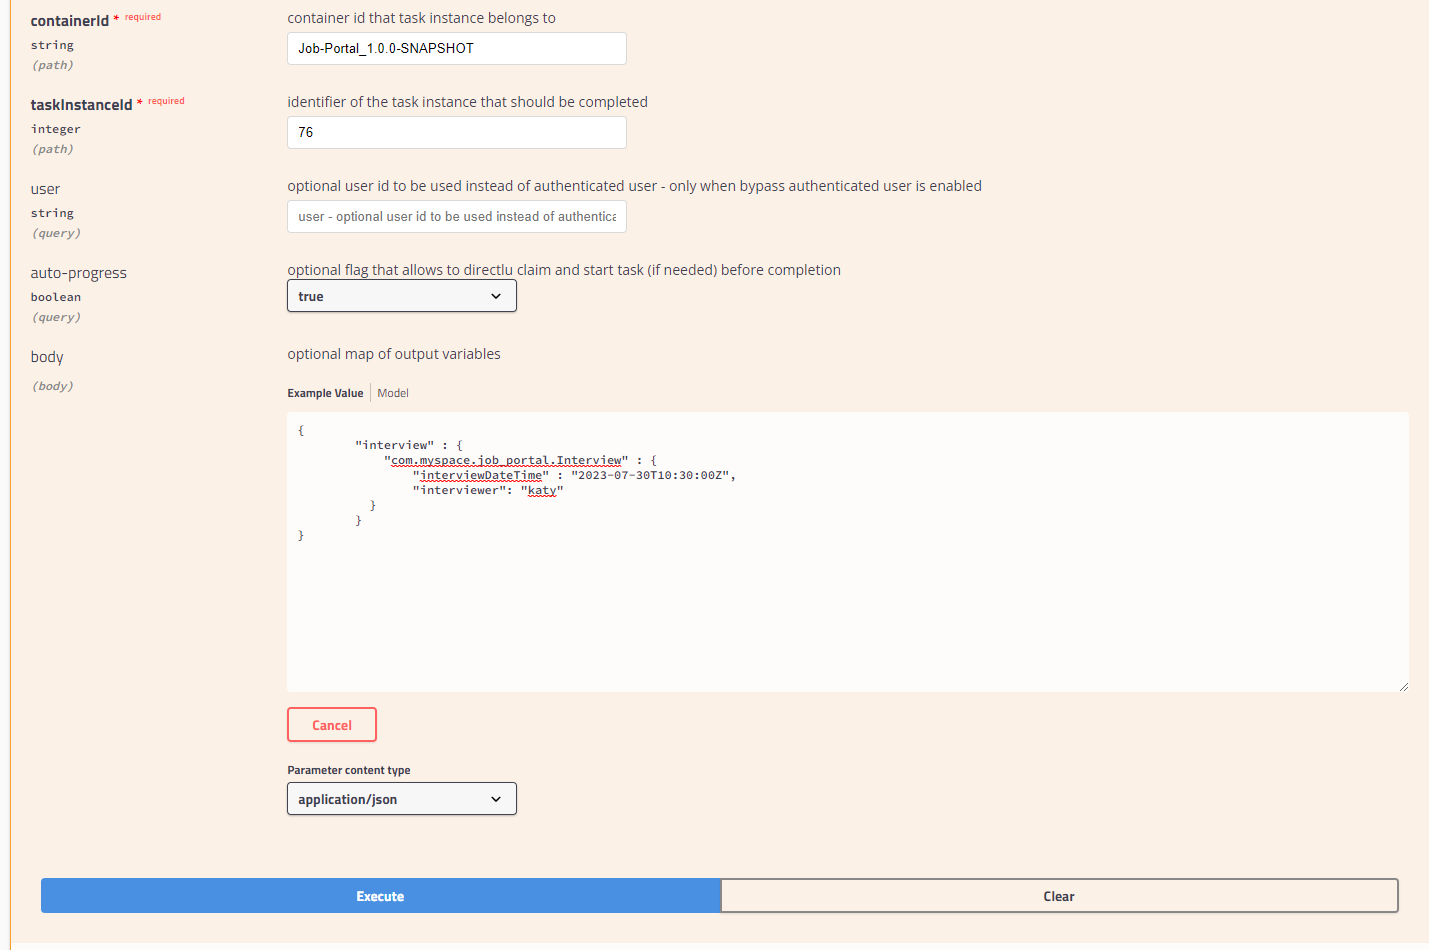 containerId * required
container id that task instance belongs to
string
(path)
Job-Portal_1.0.0-SNAPSHOT
taskInstanceId * required
identifier of the task instance that should be completed
integer
(path)
76
user
optional user id to be used instead of authenticated user - only when bypass authenticated user is enabled
string
(query)
user - optional user id to be used instead of authentica
auto-progress
optional flag that allows to directlu claim and start task (if needed) before completion
boolean
(query)
true
body
optional map of output variables
(body)
Example Value | Model
{
"interview" : {
"com.myspace.job_portal.Interview" : {
"interviewDateTime" : "2023-07-30T10:30:00Z",
"interviewer": "katy"
}
}
}
Cancel
Parameter content type
application/json
Execute
Clear